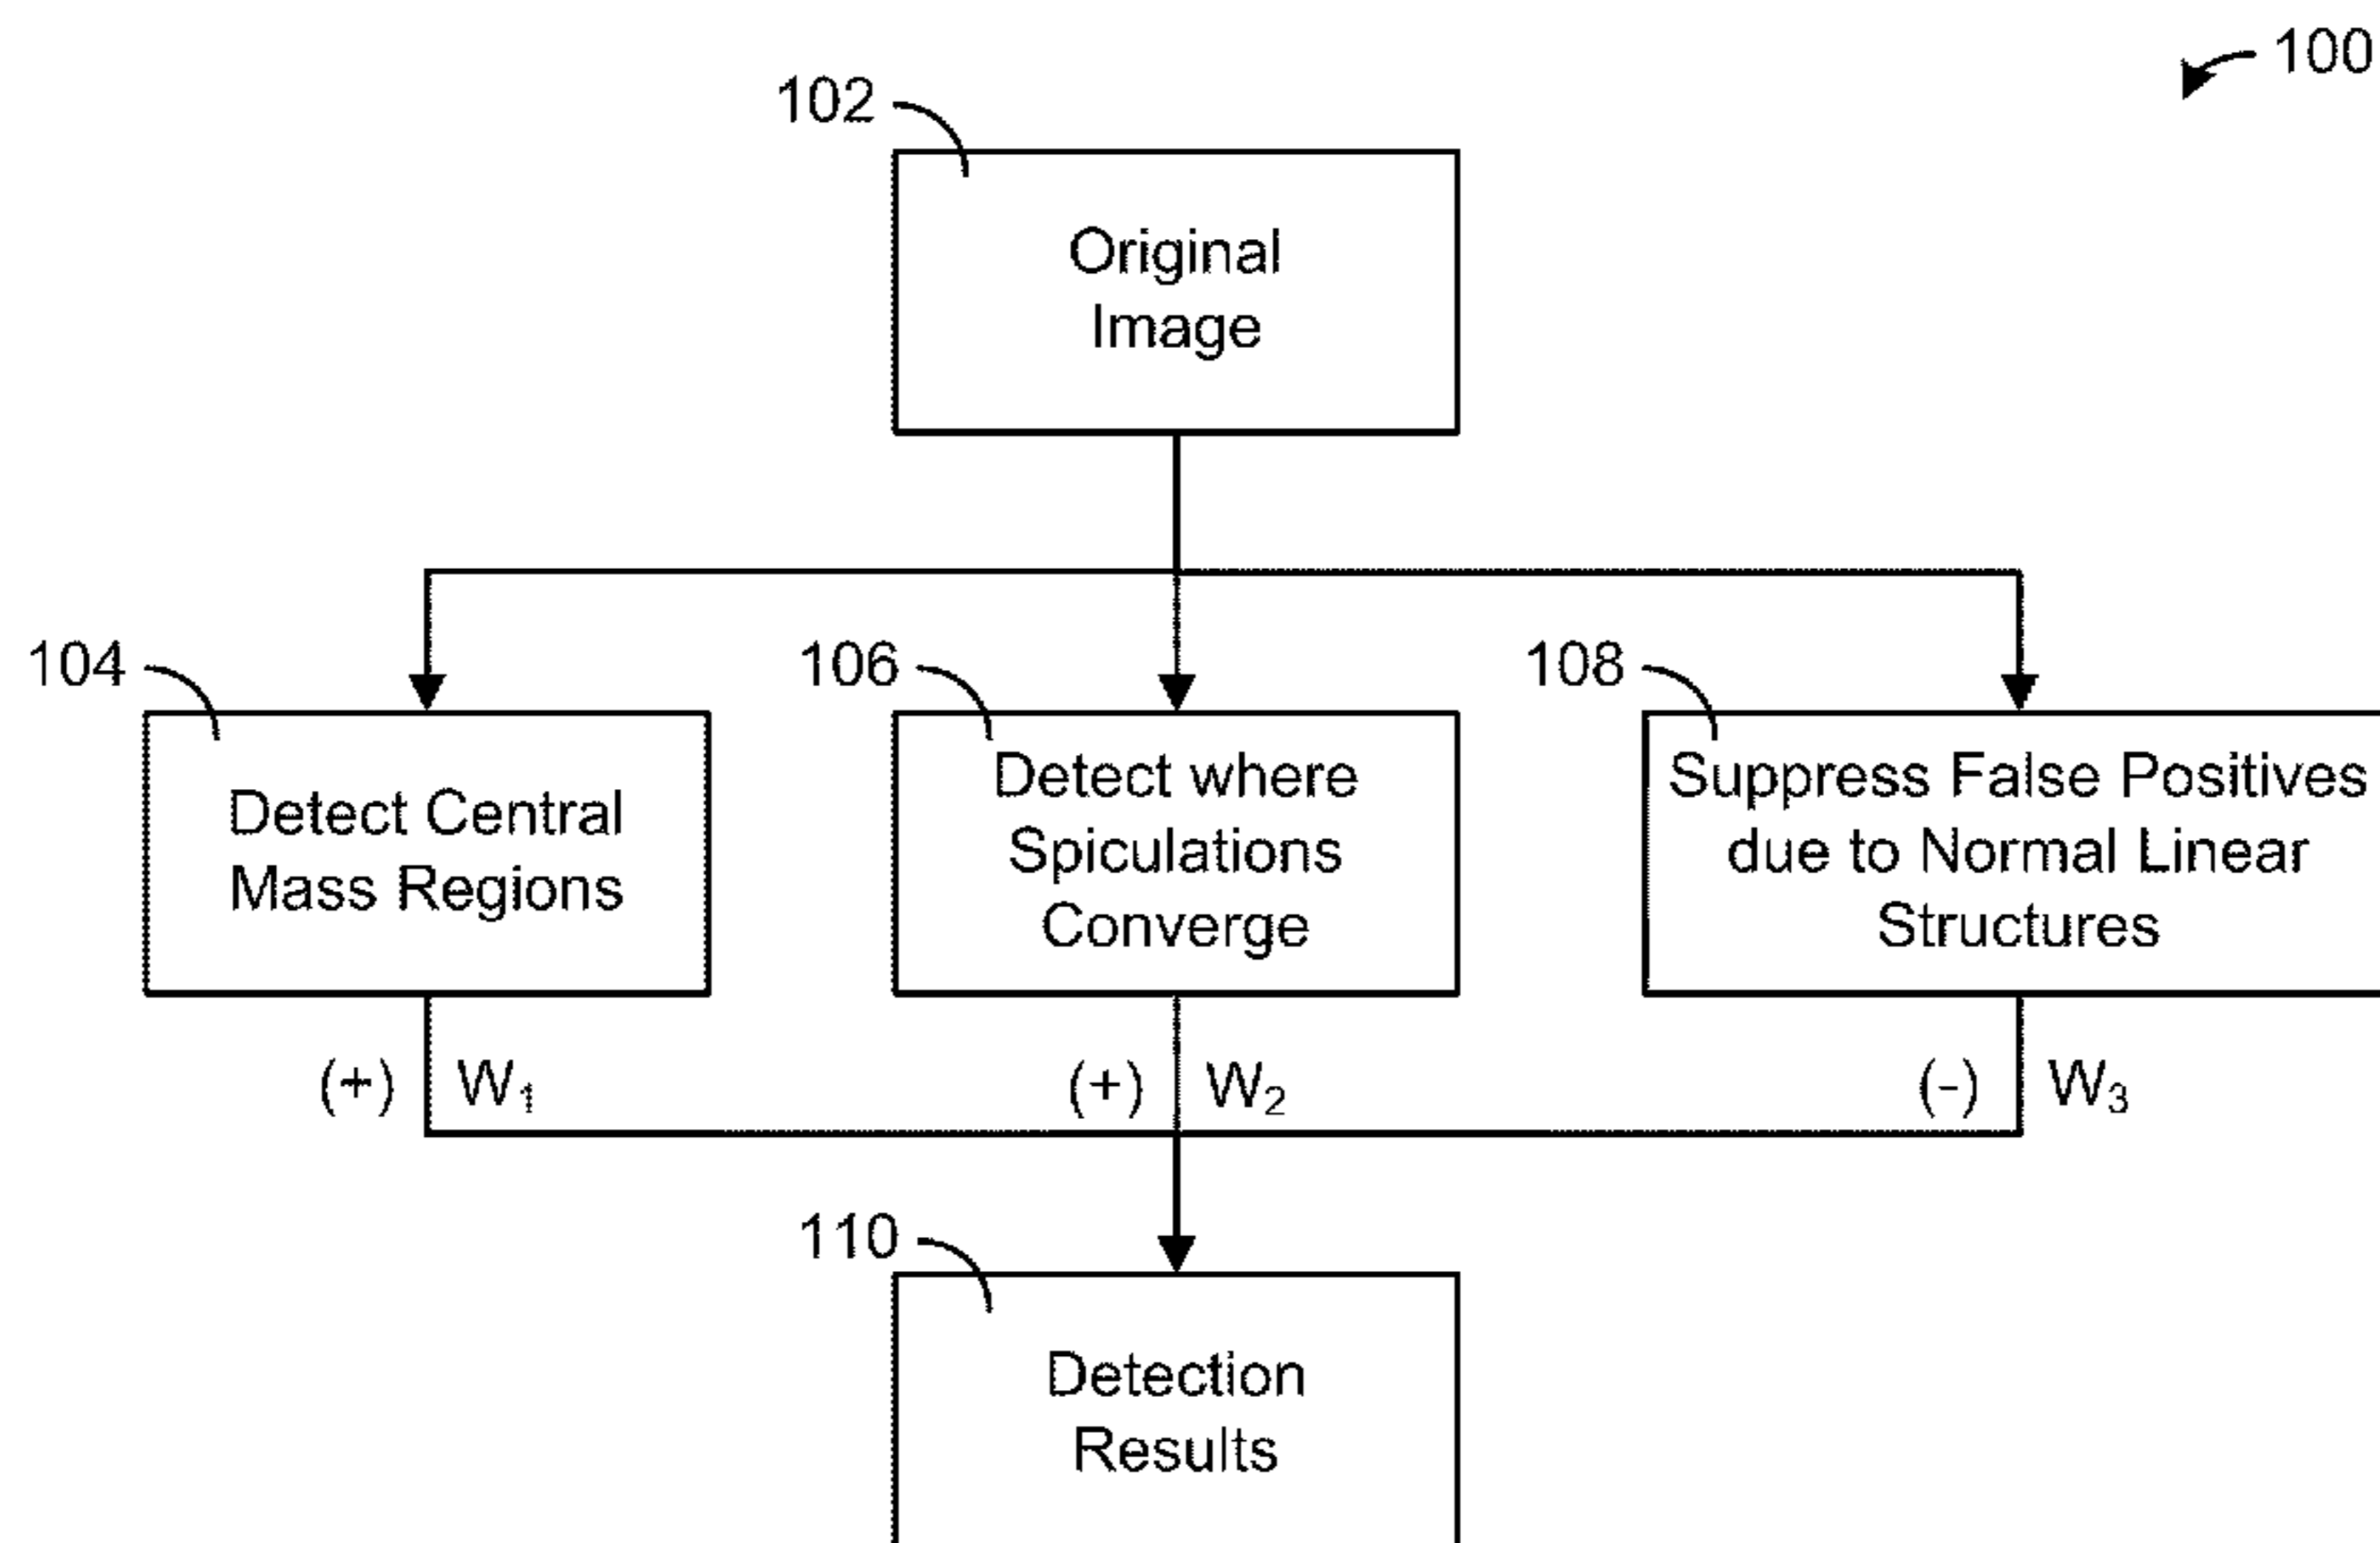 100
102
Original
Image
104
106
108
Detect Central
Mass Regions
Detect where
Spiculations
Converge
Suppress False Positives
due to Normal Linear
Structures
(+) W₁
(+) W₂
(-) W₃
110
Detection
Results